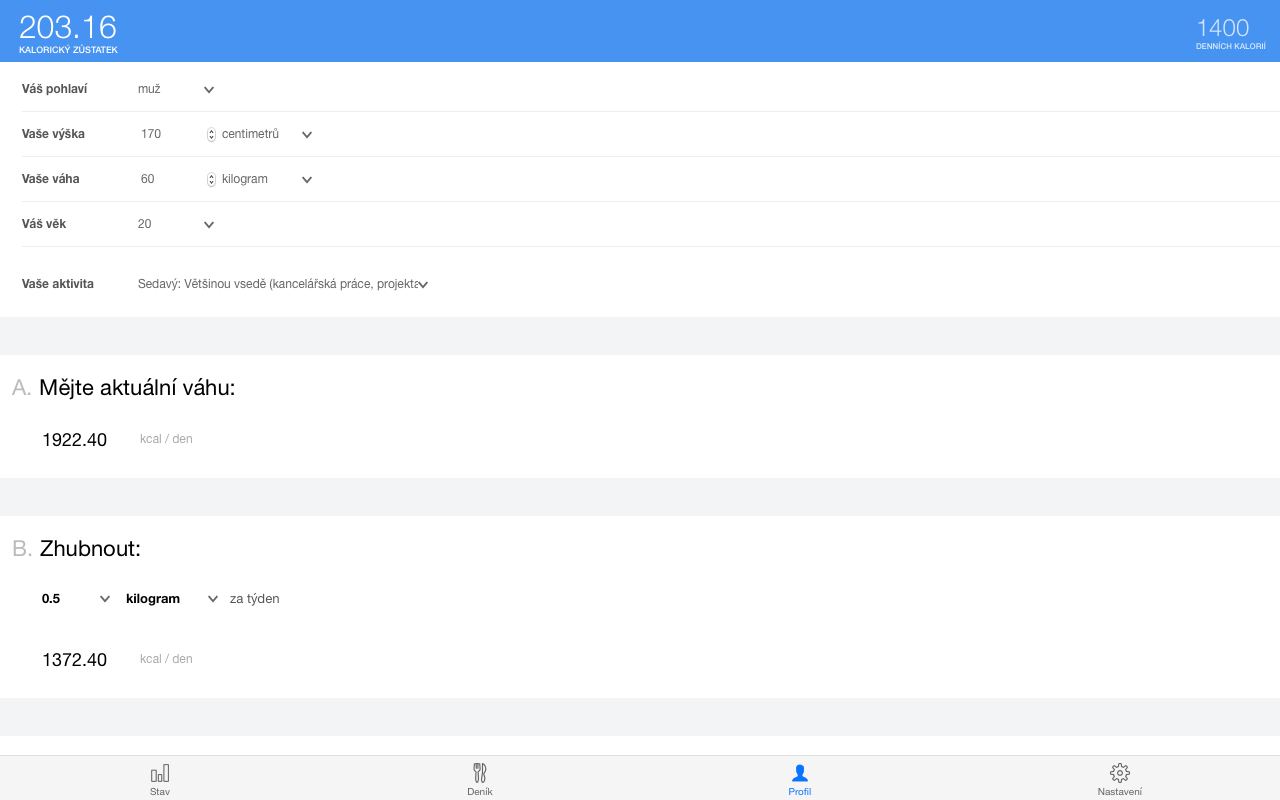 203.16
KALORICKÝ ZŮSTATEK
1400
DENNÍCH KALORIÍ
Váš pohlaví muž
Vaše výška 170 centimetrů
Vaše váha 60 kilogram
Váš věk 20
Vaše aktivita Sedavý: Většinou vsedě (kancelářská práce, projekta
A. Mějte aktuální váhu:
1922.40 kcal / den
B. Zhubnout:
0.5 kilogram za týden
1372.40 kcal / den
Stav Deník Profil Nastavení